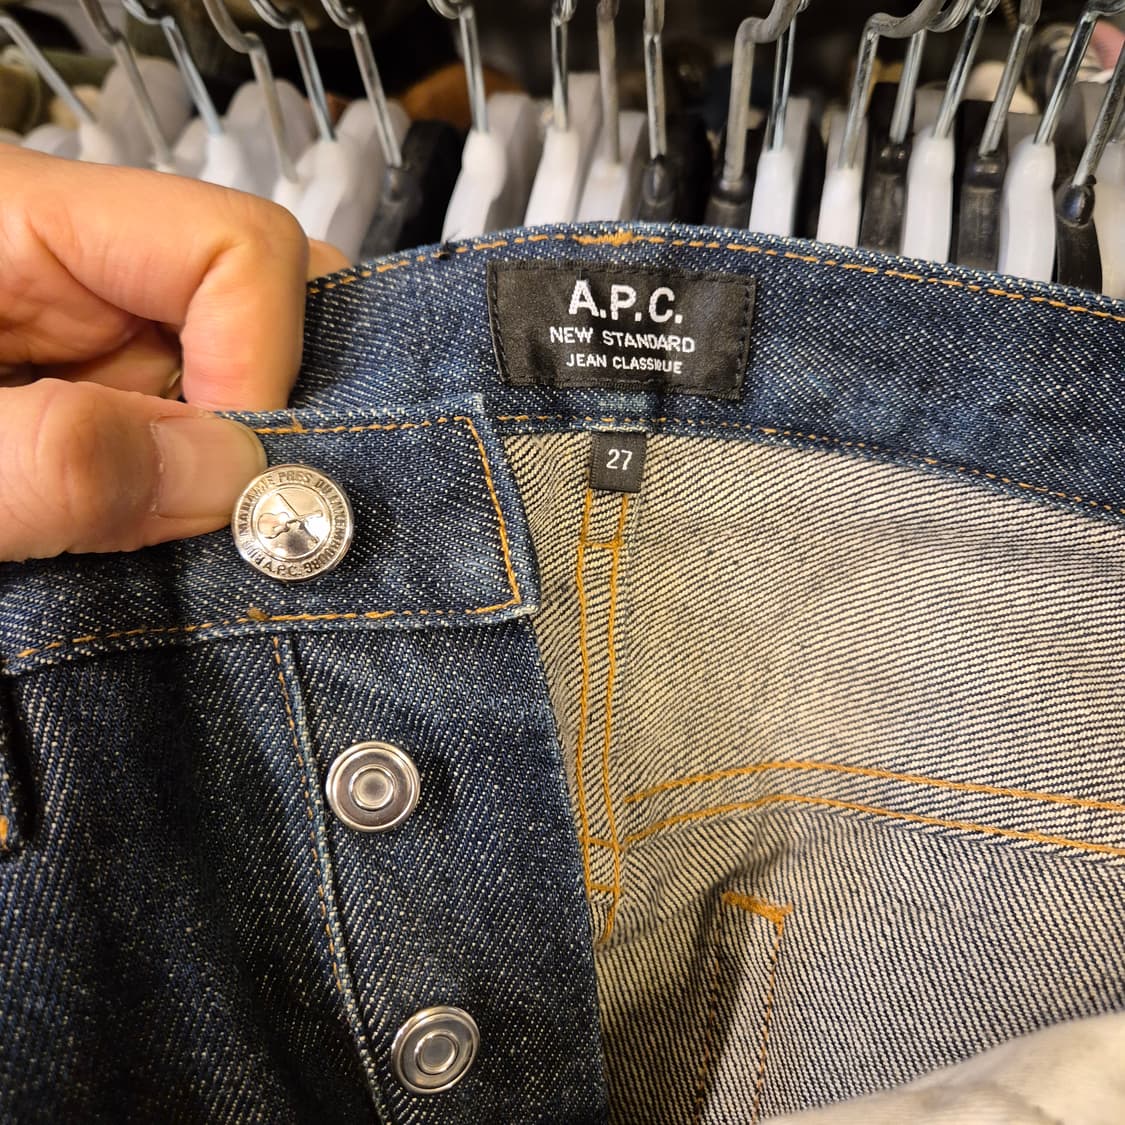 A.P.C.
NEW STANDARD
JEAN CLASSIQUE
27
A.P.C.